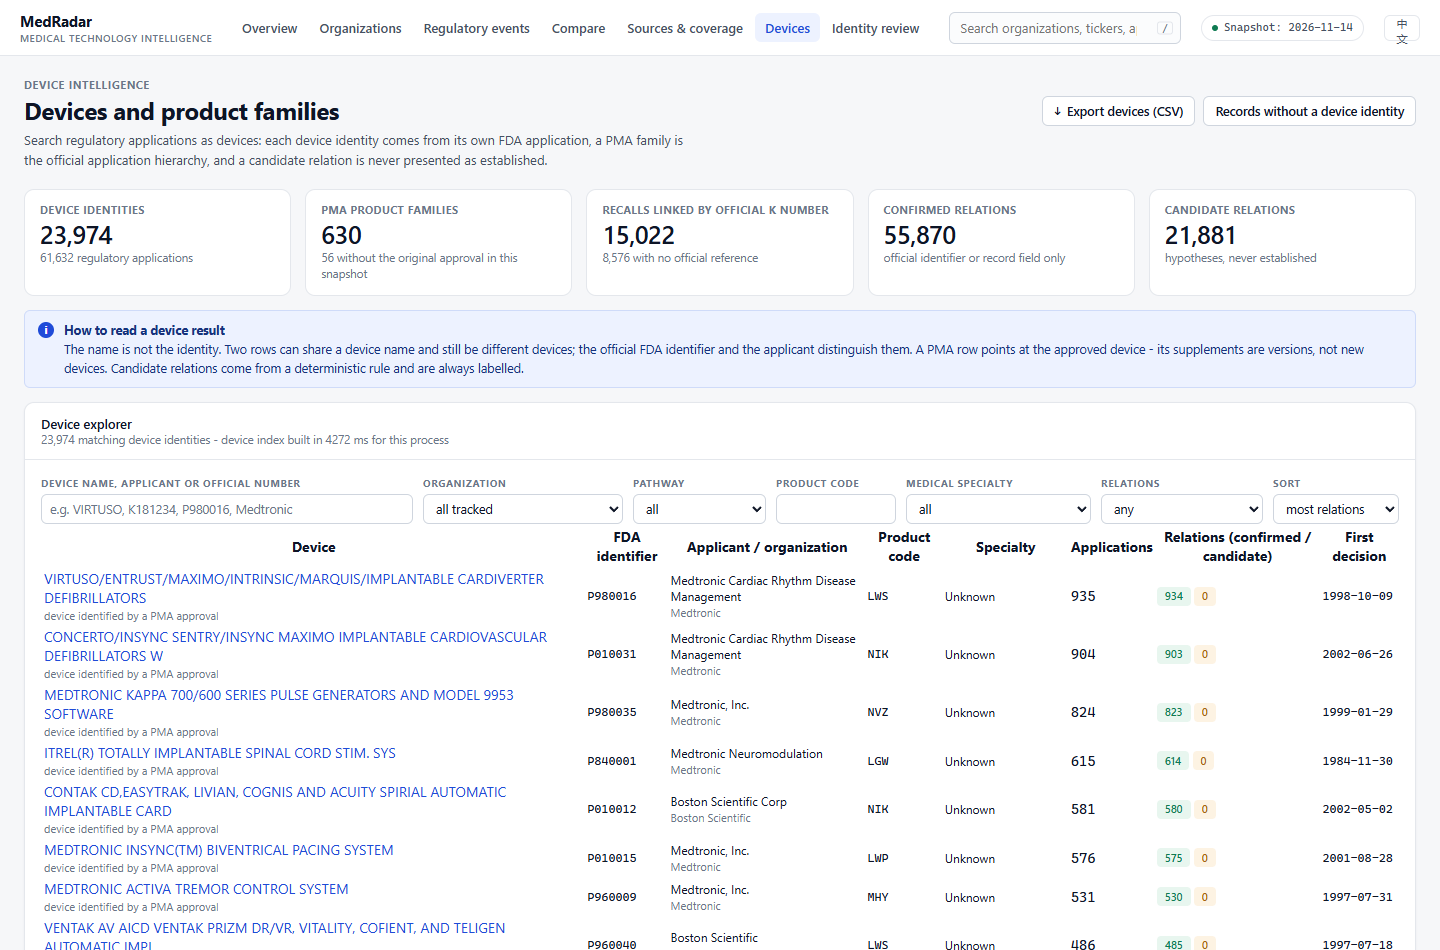 MedRadar
MEDICAL TECHNOLOGY INTELLIGENCE
Overview
Organizations
Regulatory events
Compare
Sources & coverage
Devices
Identity review
Search organizations, tickers, a
/
Snapshot: 2026-11-14
中
文
DEVICE INTELLIGENCE
Devices and product families
Search regulatory applications as devices: each device identity comes from its own FDA application, a PMA family is
the official application hierarchy, and a candidate relation is never presented as established.
↓ Export devices (CSV)
Records without a device identity
DEVICE IDENTITIES
23,974
61,632 regulatory applications
PMA PRODUCT FAMILIES
630
56 without the original approval in this
snapshot
RECALLS LINKED BY OFFICIAL K NUMBER
15,022
8,576 with no official reference
CONFIRMED RELATIONS
55,870
official identifier or record field only
CANDIDATE RELATIONS
21,881
hypotheses, never established
i
How to read a device result
The name is not the identity. Two rows can share a device name and still be different devices; the official FDA identifier and the applicant distinguish them. A PMA row points at the approved device - its supplements are versions, not new
devices. Candidate relations come from a deterministic rule and are always labelled.
Device explorer
23,974 matching device identities - device index built in 4272 ms for this process
DEVICE NAME, APPLICANT OR OFFICIAL NUMBER
e.g. VIRTUSO, K181234, P980016, Medtronic
ORGANIZATION
all tracked
PATHWAY
all
PRODUCT CODE
MEDICAL SPECIALTY
all
RELATIONS
any
SORT
most relations
Device
FDA
identifier
Applicant / organization
Product
code
Specialty
Applications
Relations (confirmed /
candidate)
First
decision
VIRTUSO/ENTRUST/MAXIMO/INTRINSIC/MARQUIS/IMPLANTABLE CARDIVERTER
DEFIBRILLATORS
device identified by a PMA approval
P980016
Medtronic Cardiac Rhythm Disease
Management
Medtronic
LWS
Unknown
935
934 0
1998-10-09
CONCERTO/INSYNC SENTRY/INSYNC MAXIMO IMPLANTABLE CARDIOVASCULAR
DEFIBRILLATORS W
device identified by a PMA approval
P010031
Medtronic Cardiac Rhythm Disease
Management
Medtronic
NIK
Unknown
904
903 0
2002-06-26
MEDTRONIC KAPPA 700/600 SERIES PULSE GENERATORS AND MODEL 9953
SOFTWARE
device identified by a PMA approval
P980035
Medtronic, Inc.
Medtronic
NVZ
Unknown
824
823 0
1999-01-29
ITREL(R) TOTALLY IMPLANTABLE SPINAL CORD STIM. SYS
device identified by a PMA approval
P840001
Medtronic Neuromodulation
Medtronic
LGW
Unknown
615
614 0
1984-11-30
CONTAK CD,EASYTRAK, LIVIAN, COGNIS AND ACUITY SPIRIAL AUTOMATIC
IMPLANTABLE CARD
device identified by a PMA approval
P010012
Boston Scientific Corp
Boston Scientific
NIK
Unknown
581
580 0
2002-05-02
MEDTRONIC INSYNC(TM) BIVENTRICAL PACING SYSTEM
device identified by a PMA approval
P010015
Medtronic, Inc.
Medtronic
LWP
Unknown
576
575 0
2001-08-28
MEDTRONIC ACTIVA TREMOR CONTROL SYSTEM
device identified by a PMA approval
P960009
Medtronic, Inc.
Medtronic
MHY
Unknown
531
530 0
1997-07-31
VENTAK AV AICD VENTAK PRIZM DR/VR, VITALITY, COFIENT, AND TELIGEN
AUTOMATIC IMPL
P960040
Boston Scientific
LWS
Unknown
486
485 0
1997-07-18